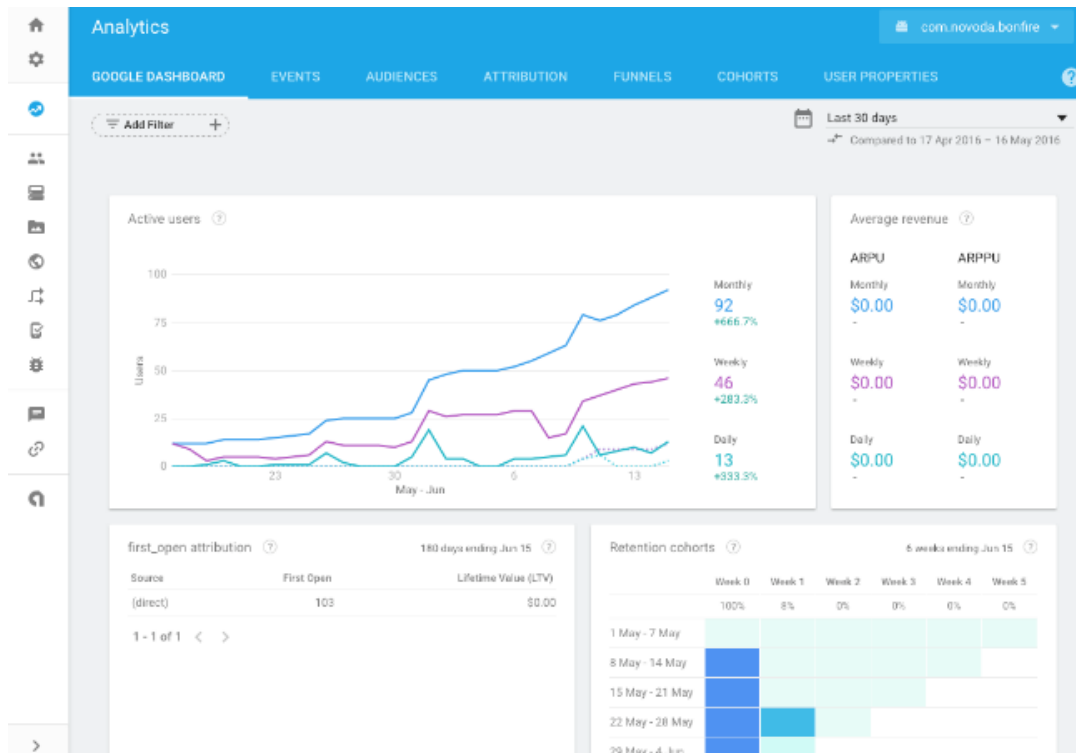 Analytics
com.novoda.bonfire
GOOGLE DASHBOARD EVENTS AUDIENCES ATTRIBUTION FUNNELS COHORTS USER PROPERTIES
Add Filter +
Last 30 days
Compared to 17 Apr 2016 – 16 May 2016
Active users
100
75
50
25
0
Users
23 30 6 13
May - Jun
Monthly
92
+666.7%
Weekly
46
+283.3%
Daily
13
+333.3%
Average revenue
ARPU ARPPU
Monthly Monthly
$0.00 $0.00
- -
Weekly Weekly
$0.00 $0.00
- -
Daily Daily
$0.00 $0.00
- -
first_open attribution
180 days ending Jun 15
Source First Open Lifetime Value (LTV)
(direct) 103 $0.00
1 - 1 of 1 < >
Retention cohorts
6 weeks ending Jun 15
Week 0 Week 1 Week 2 Week 3 Week 4 Week 5
100% 8% 0% 0% 0% 0%
1 May - 7 May
8 May - 14 May
15 May - 21 May
22 May - 28 May
29 May - 4 Jun